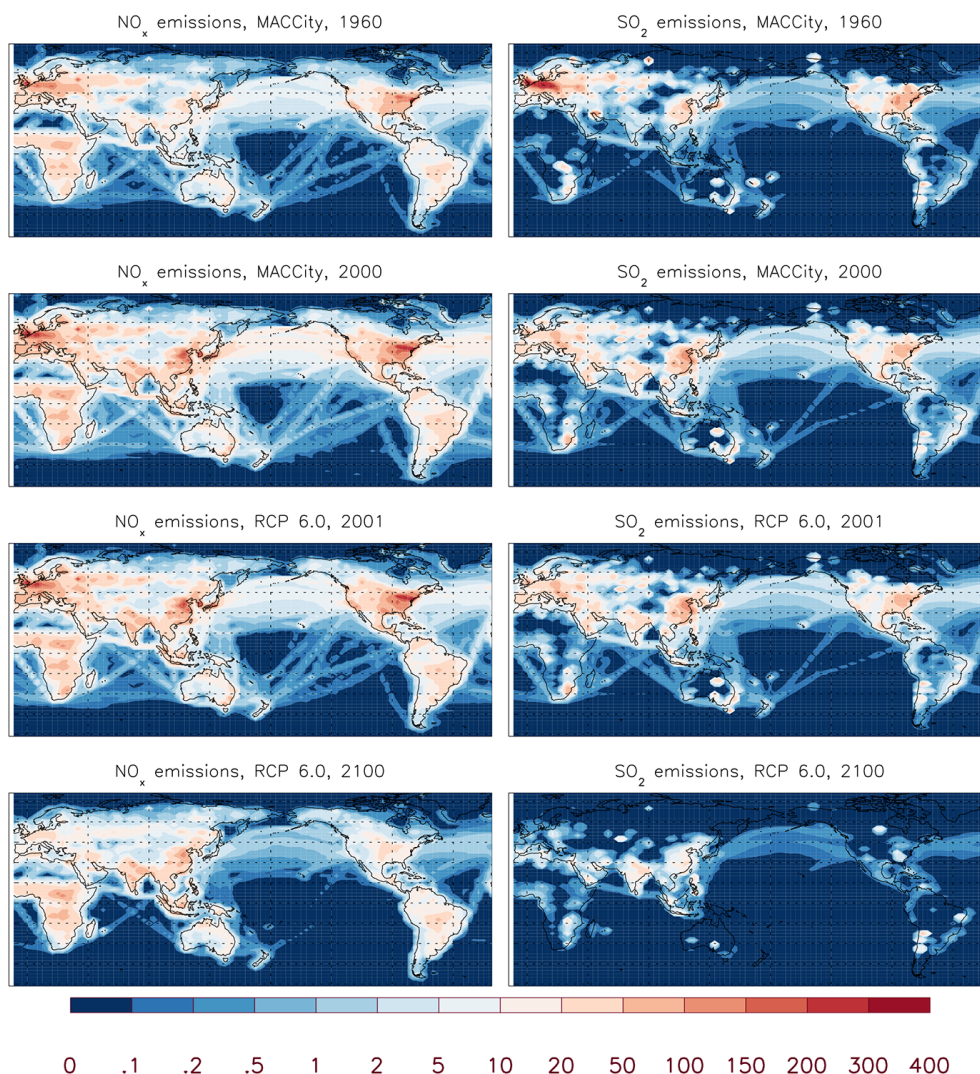 NOx emissions, MACCity, 1960
SO2 emissions, MACCity, 1960
NOx emissions, MACCity, 2000
SO2 emissions, MACCity, 2000
NOx emissions, RCP 6.0, 2001
SO2 emissions, RCP 6.0, 2001
NOx emissions, RCP 6.0, 2100
SO2 emissions, RCP 6.0, 2100
0 .1 .2 .5 1 2 5 10 20 50 100 150 200 300 400